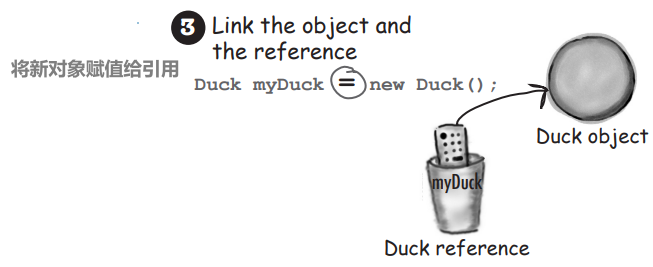 3 Link the object and
the reference
将新对象赋值给引用
Duck myDuck = new Duck();
Duck object
myDuck
Duck reference